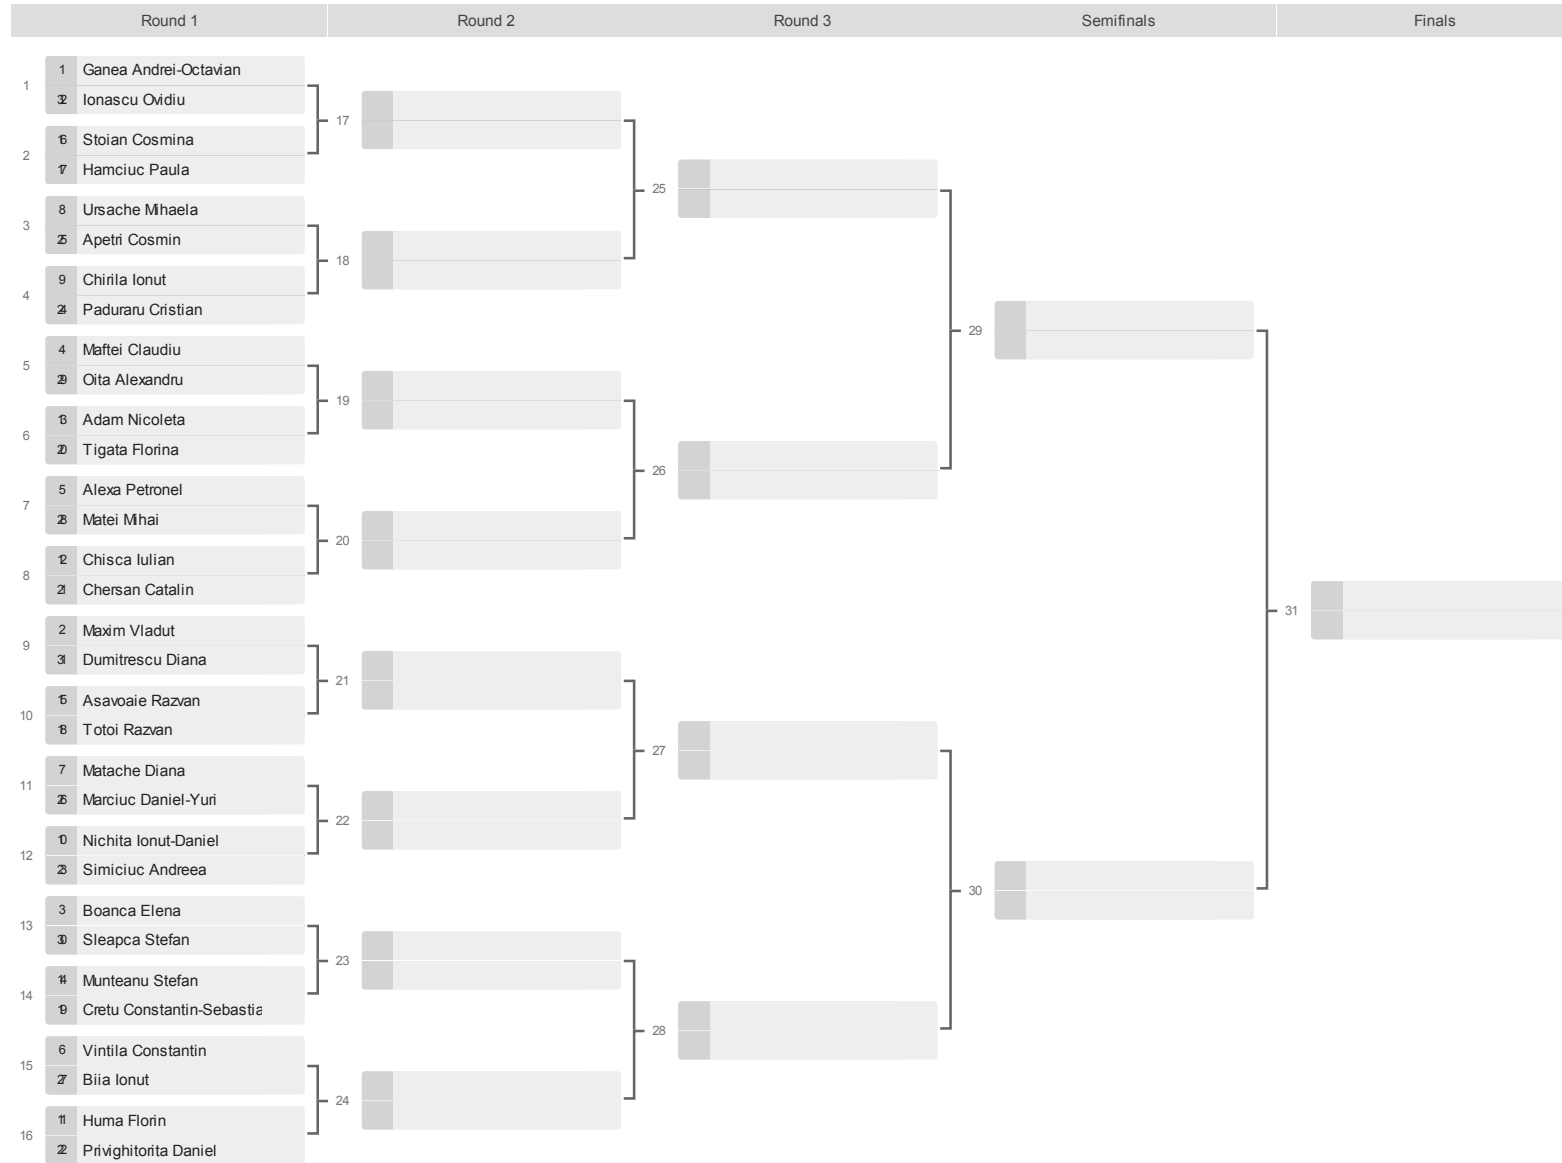 Round 1 Round 2 Round 3 Semifinals Finals
1 Ganea Andrei-Octavian
1
32 Ionascu Ovidiu
17
16 Stoian Cosmina
2
17 Hamciuc Paula
25
8 Ursache Mihaela
3
25 Apetri Cosmin
18
9 Chirila Ionut
4
24 Paduraru Cristian
29
4 Maftei Claudiu
5
29 Oita Alexandru
19
13 Adam Nicoleta
6
20 Tigata Florina
26
5 Alexa Petronel
7
28 Matei Mihai
20
12 Chisca Iulian
8
21 Chersan Catalin
31
2 Maxim Vladut
9
31 Dumitrescu Diana
21
15 Asavoaie Razvan
10
18 Totoi Razvan
27
7 Matache Diana
11
26 Marciuc Daniel-Yuri
22
10 Nichita Ionut-Daniel
12
23 Simiciuc Andreea
30
3 Boanca Elena
13
30 Sleapca Stefan
23
14 Munteanu Stefan
14
19 Cretu Constantin-Sebastia
28
6 Vintila Constantin
15
27 Biia Ionut
24
11 Huma Florin
16
22 Privighitorita Daniel